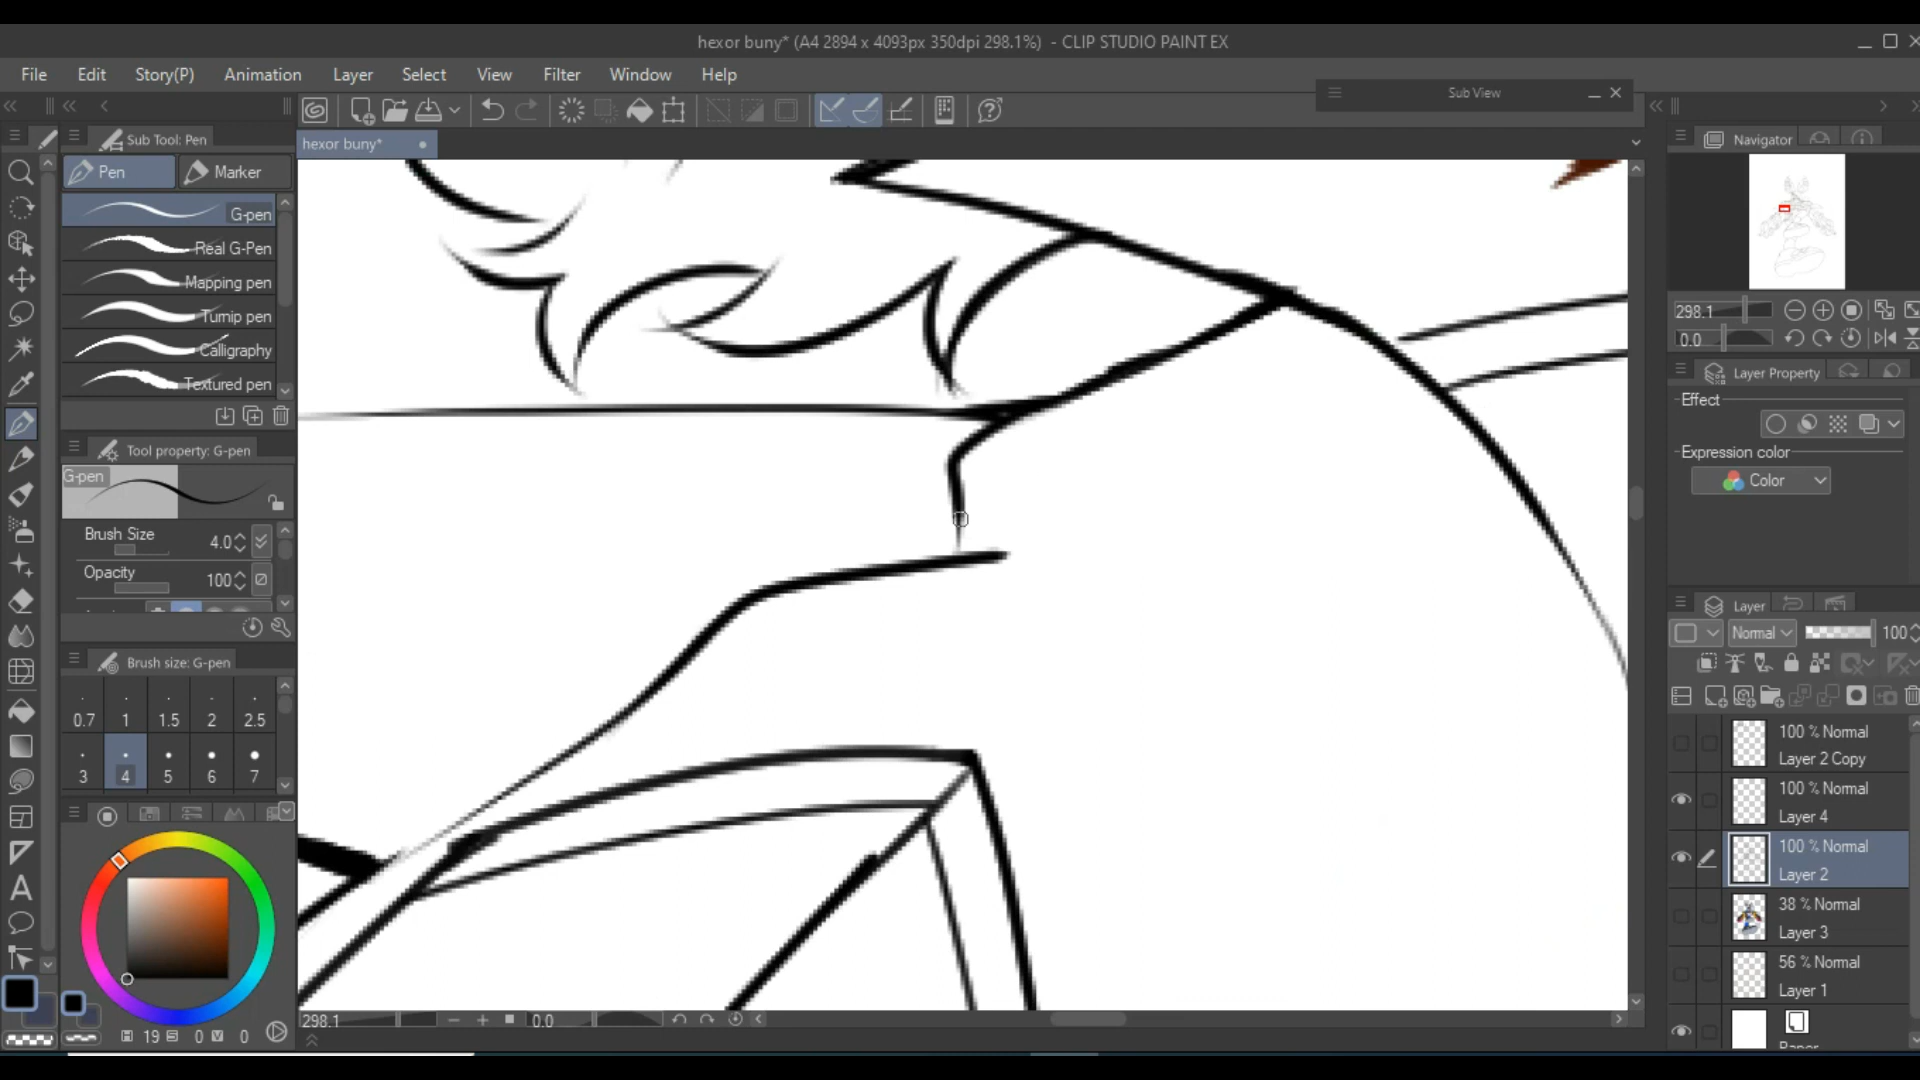 hexor buny* (A4 2894 x 4093px 350dpi 298.1%) - CLIP STUDIO PAINT EX
File Edit Story(P) Animation Layer Select View Filter Window Help
Sub View
Sub Tool: Pen
hexor buny*
Navigator
Pen Marker
G-pen
Real G-Pen
Mapping pen
Turnip pen
Calligraphy
Textured pen
298.1
0.0
Layer Property
Effect
Expression color
Color
Tool property: G-pen
G-pen
Brush Size 4.0
Opacity 100
Brush size: G-pen
0.7 1 1.5 2 2.5
3 4 5 6 7
Layer
Normal 100
100 % Normal
Layer 2 Copy
100 % Normal
Layer 4
100 % Normal
Layer 2
38 % Normal
Layer 3
56 % Normal
Layer 1
Paper
298.1 0.0
H 19 S 0 V 0